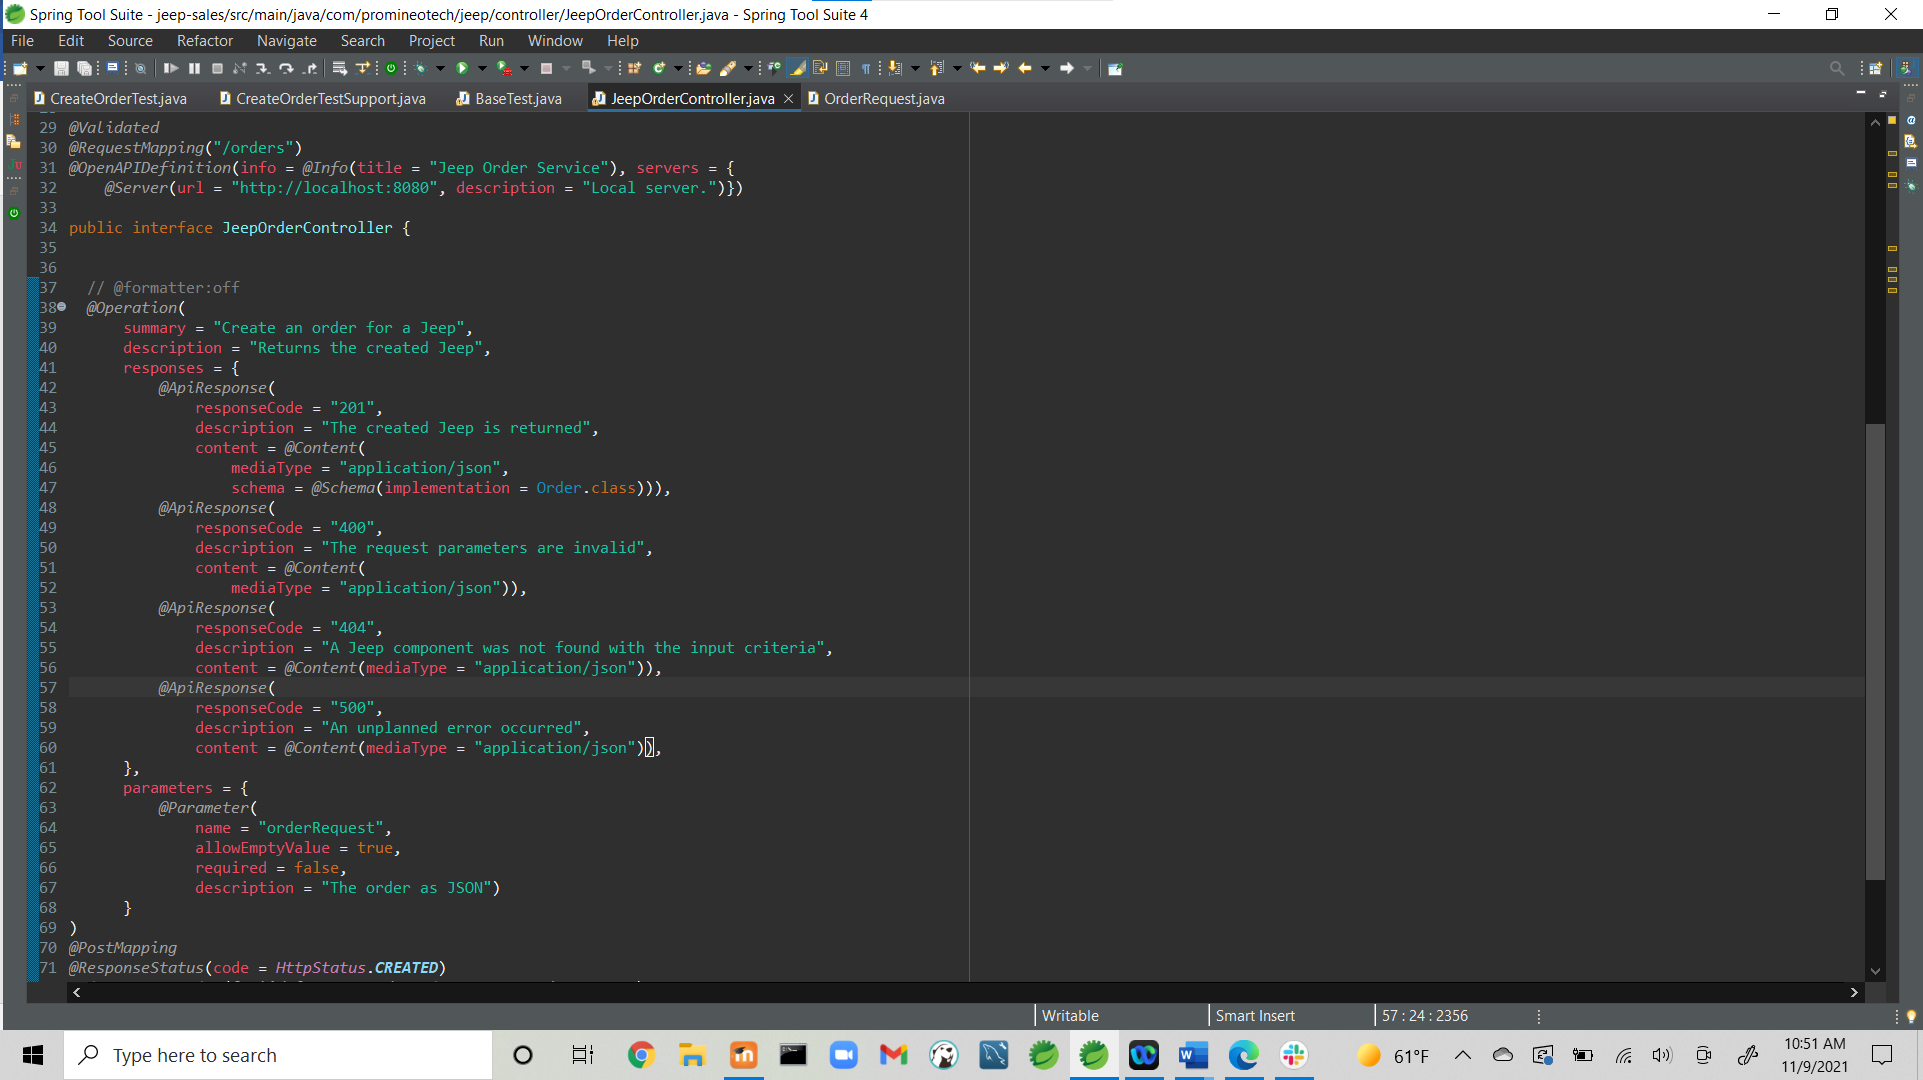 Spring Tool Suite - jeep-sales/src/main/java/com/promineotech/jeep/controller/JeepOrderController.java - Spring Tool Suite 4
File Edit Source Refactor Navigate Search Project Run Window Help
CreateOrderTest.java CreateOrderTestSupport.java BaseTest.java JeepOrderController.java OrderRequest.java
29 @Validated
30 @RequestMapping("/orders")
31 @OpenAPIDefinition(info = @Info(title = "Jeep Order Service"), servers = {
32 @Server(url = "http://localhost:8080", description = "Local server.")})
33
34 public interface JeepOrderController {
35
36
37 // @formatter:off
38 @Operation(
39 summary = "Create an order for a Jeep",
40 description = "Returns the created Jeep",
41 responses = {
42 @ApiResponse(
43 responseCode = "201",
44 description = "The created Jeep is returned",
45 content = @Content(
46 mediaType = "application/json",
47 schema = @Schema(implementation = Order.class))),
48 @ApiResponse(
49 responseCode = "400",
50 description = "The request parameters are invalid",
51 content = @Content(
52 mediaType = "application/json")),
53 @ApiResponse(
54 responseCode = "404",
55 description = "A Jeep component was not found with the input criteria",
56 content = @Content(mediaType = "application/json")),
57 @ApiResponse(
58 responseCode = "500",
59 description = "An unplanned error occurred",
60 content = @Content(mediaType = "application/json")),
61 },
62 parameters = {
63 @Parameter(
64 name = "orderRequest",
65 allowEmptyValue = true,
66 required = false,
67 description = "The order as JSON")
68 }
69 )
70 @PostMapping
71 @ResponseStatus(code = HttpStatus.CREATED)
Writable Smart Insert 57 : 24 : 2356
Type here to search
61°F
10:51 AM
11/9/2021